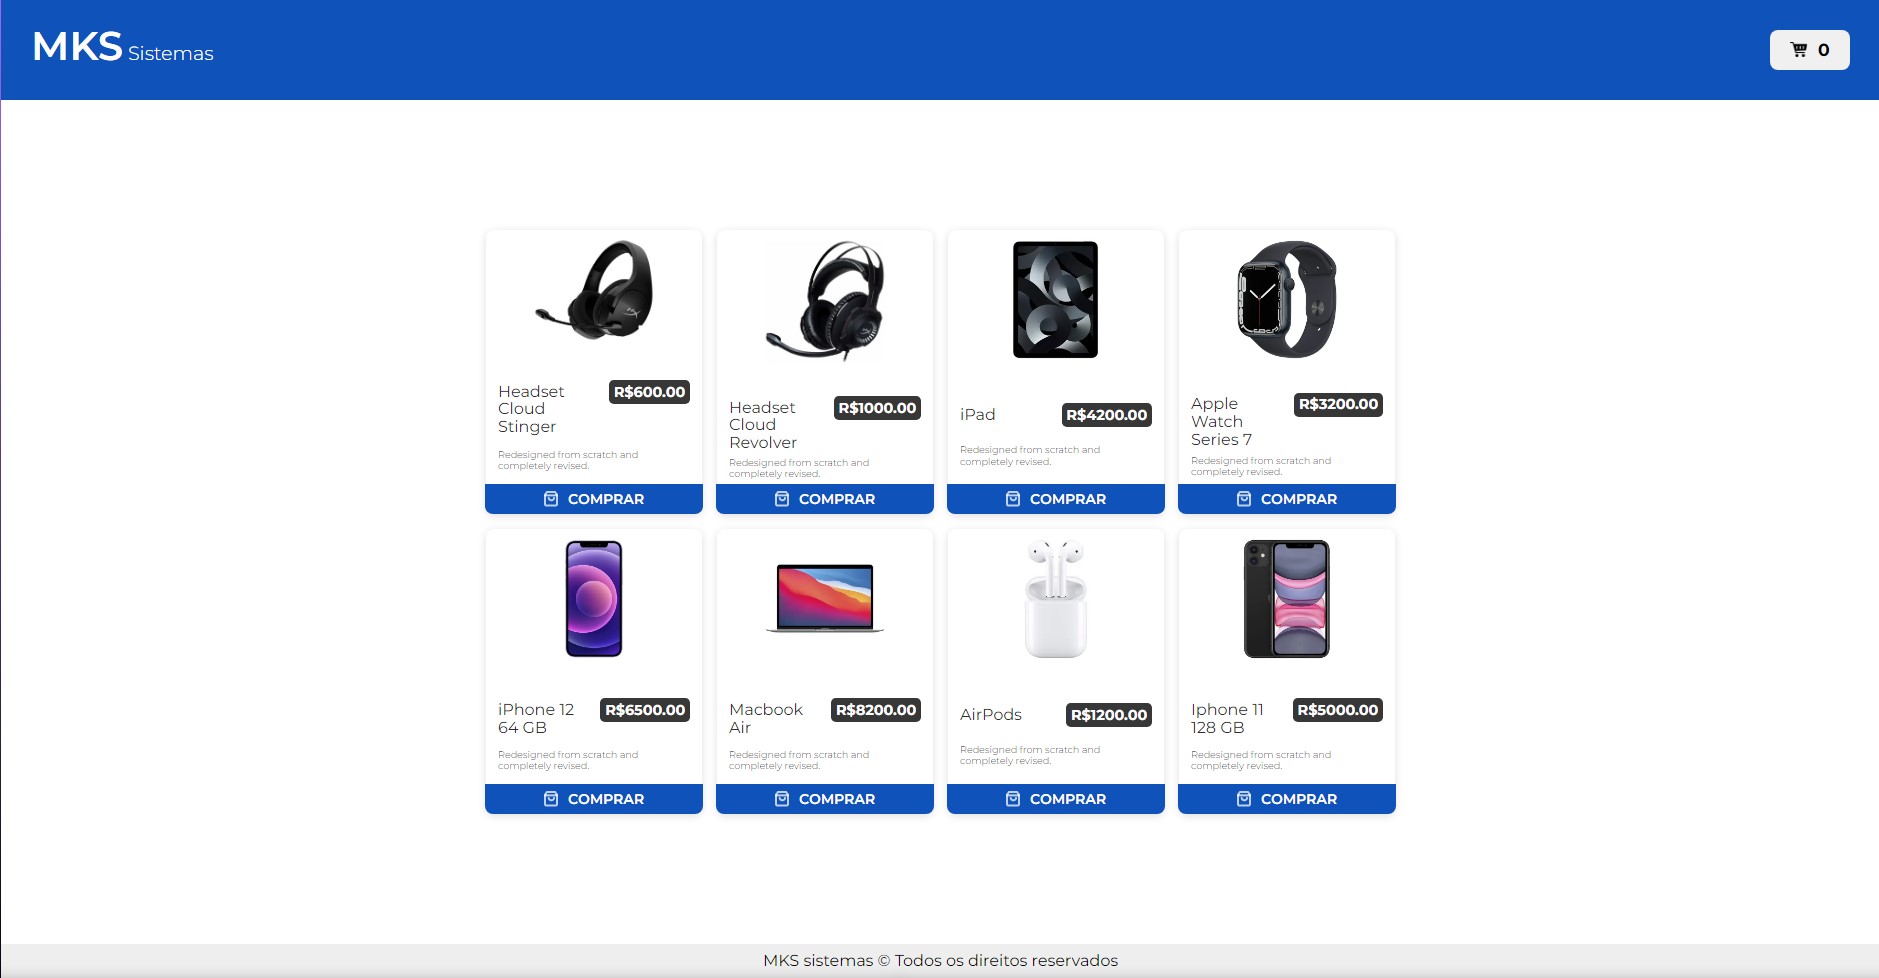 MKS Sistemas
0
Headset
Cloud
Stinger
R$600.00
Redesigned from scratch and
completely revised.
COMPRAR
Headset
Cloud
Revolver
R$1000.00
Redesigned from scratch and
completely revised.
COMPRAR
iPad
R$4200.00
Redesigned from scratch and
completely revised.
COMPRAR
Apple
Watch
Series 7
R$3200.00
Redesigned from scratch and
completely revised.
COMPRAR
iPhone 12
64 GB
R$6500.00
Redesigned from scratch and
completely revised.
COMPRAR
Macbook
Air
R$8200.00
Redesigned from scratch and
completely revised.
COMPRAR
AirPods
R$1200.00
Redesigned from scratch and
completely revised.
COMPRAR
Iphone 11
128 GB
R$5000.00
Redesigned from scratch and
completely revised.
COMPRAR
MKS sistemas © Todos os direitos reservados